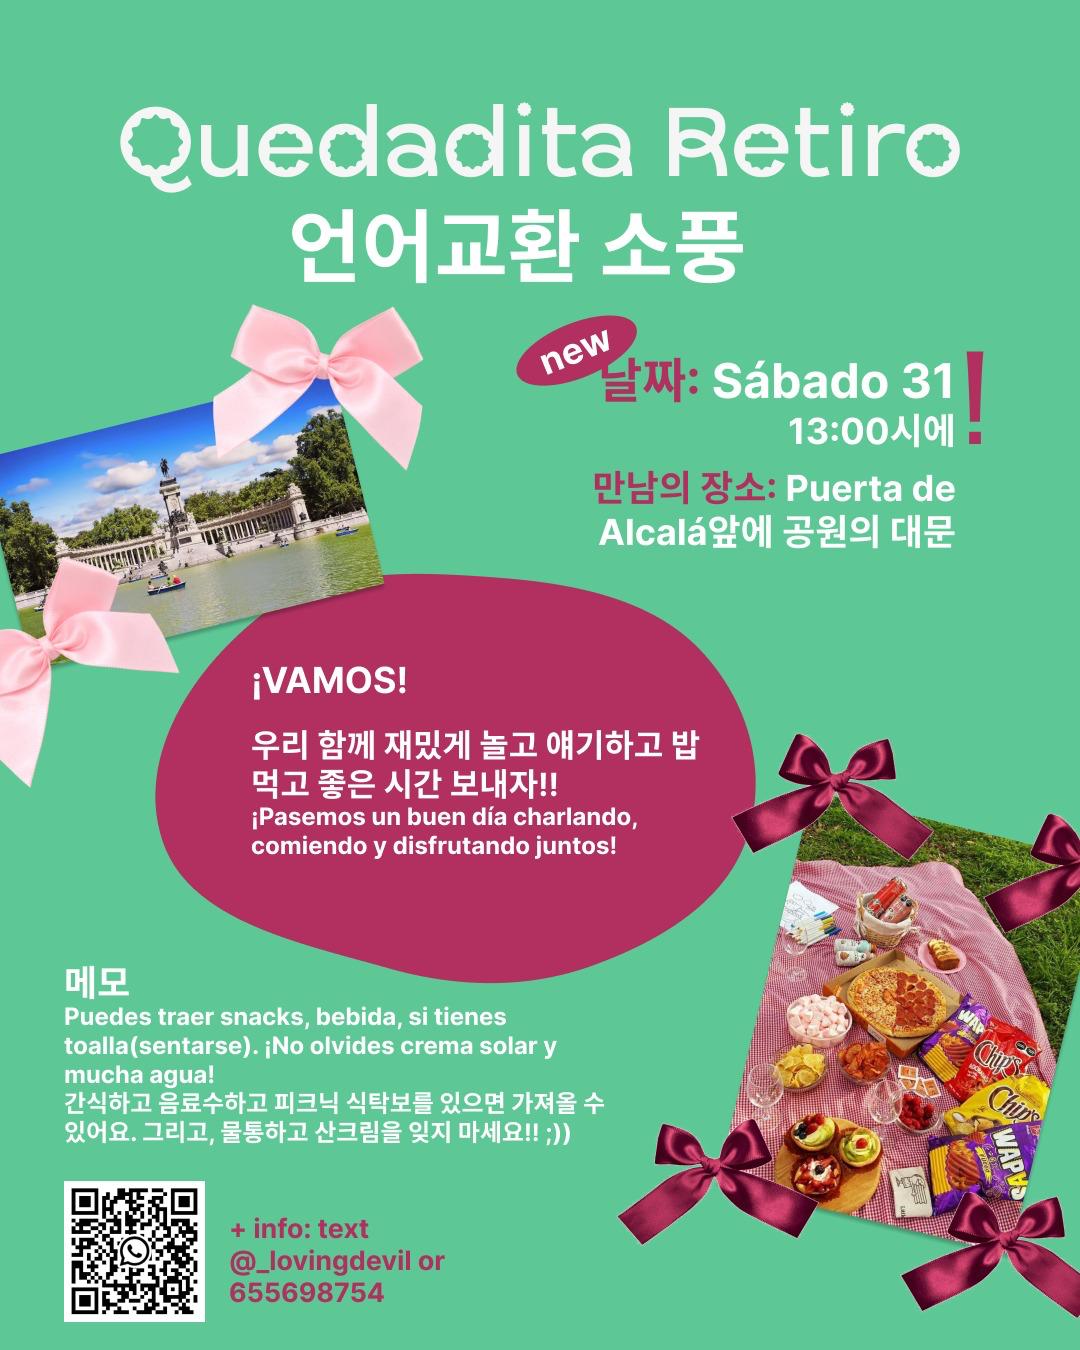 Quedadita Retiro
언어교환 소풍
new
날짜: Sábado 31!
13:00시에
만남의 장소: Puerta de
Alcalá앞에 공원의 대문
¡VAMOS!
우리 함께 재밌게 놀고 얘기하고 밥
먹고 좋은 시간 보내자!!
¡Pasemos un buen día charlando,
comiendo y disfrutando juntos!
메모
Puedes traer snacks, bebida, si tienes
toalla(sentarse). ¡No olvides crema solar y
mucha agua!
간식하고 음료수하고 피크닉 식탁보를 있으면 가져올 수
있어요. 그리고, 물통하고 산크림을 잊지 마세요!! ;))
+ info: text
@_lovingdevil or
655698754
WAPAS
Chip's
Chip's
WAPAS